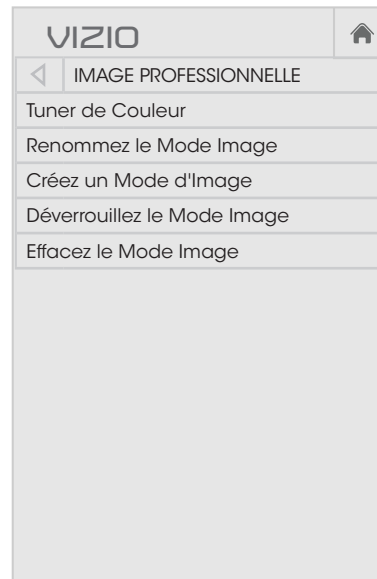 VIZIO
IMAGE PROFESSIONNELLE
Tuner de Couleur
Renommez le Mode Image
Créez un Mode d'Image
Déverrouillez le Mode Image
Effacez le Mode Image